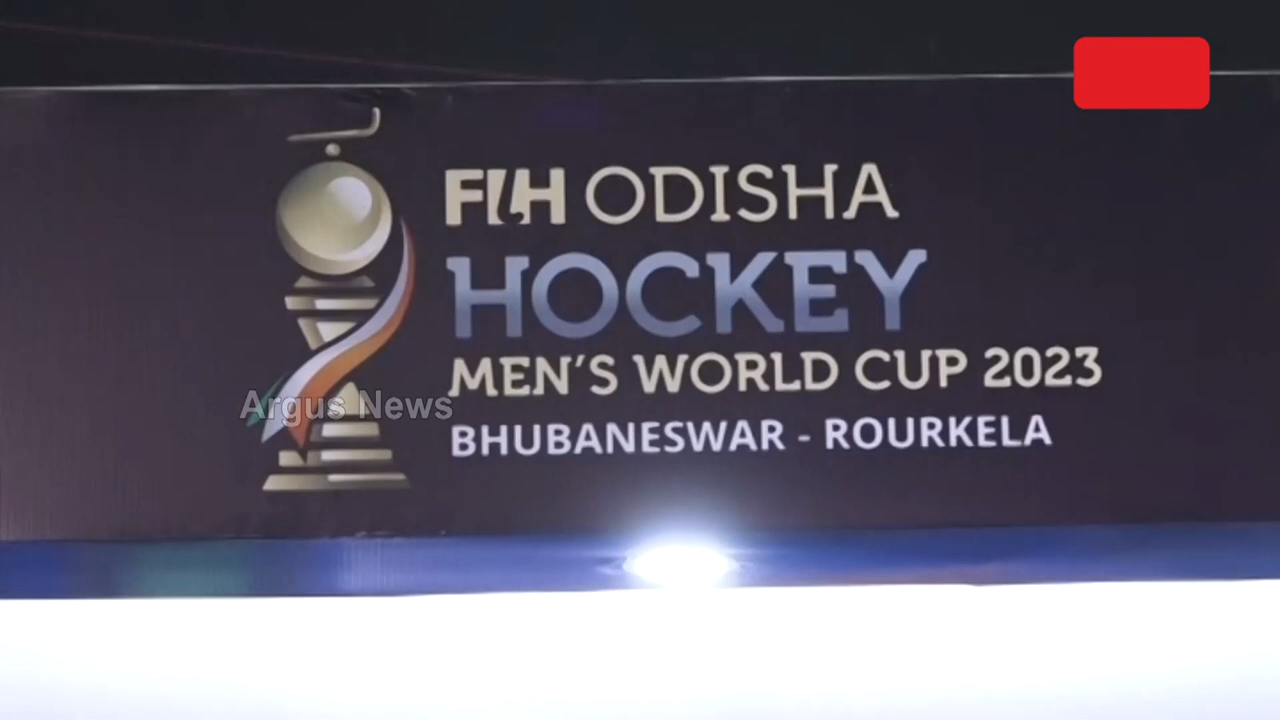 FIH ODISHA
HOCKEY
MEN'S WORLD CUP 2023
Argus News
BHUBANESWAR - ROURKELA